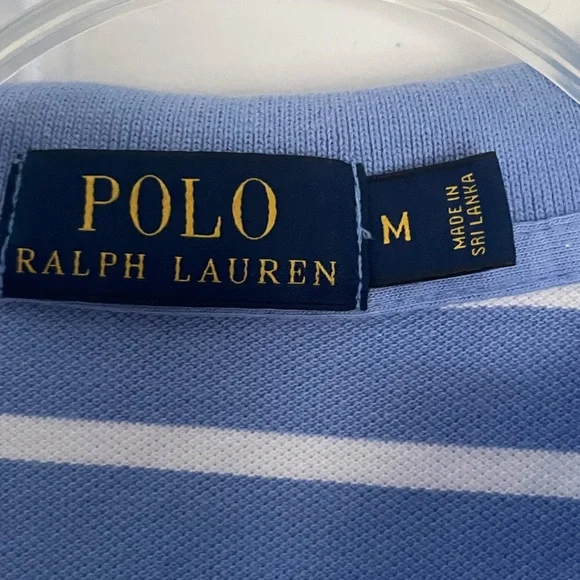 POLO
RALPH LAUREN
M
MADE IN
SRI LANKA